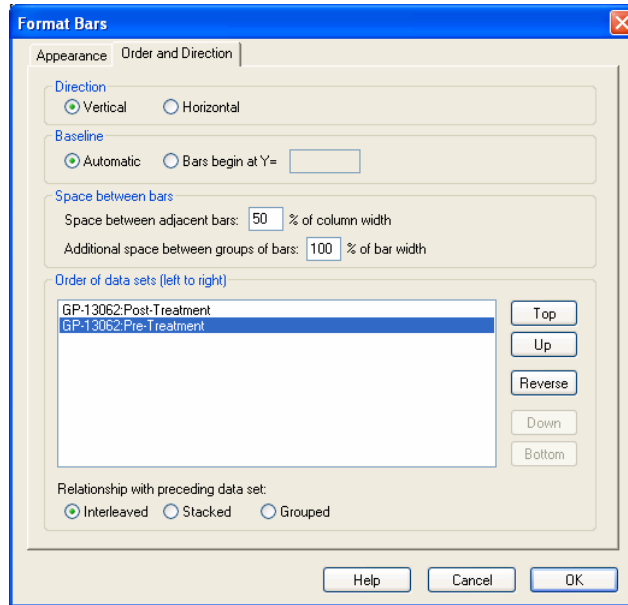 Format Bars
Appearance Order and Direction
Direction
Vertical Horizontal
Baseline
Automatic Bars begin at Y=
Space between bars
Space between adjacent bars: 50 % of column width
Additional space between groups of bars: 100 % of bar width
Order of data sets (left to right)
GP-13062:Post-Treatment
GP-13062:Pre-Treatment
Top
Up
Reverse
Down
Bottom
Relationship with preceding data set:
Interleaved Stacked Grouped
Help Cancel OK